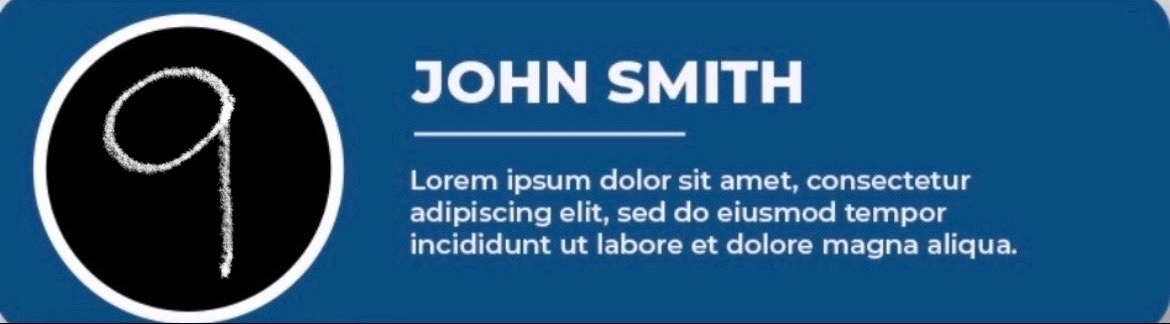 9
JOHN SMITH
Lorem ipsum dolor sit amet, consectetur
adipiscing elit, sed do eiusmod tempor
incididunt ut labore et dolore magna aliqua.